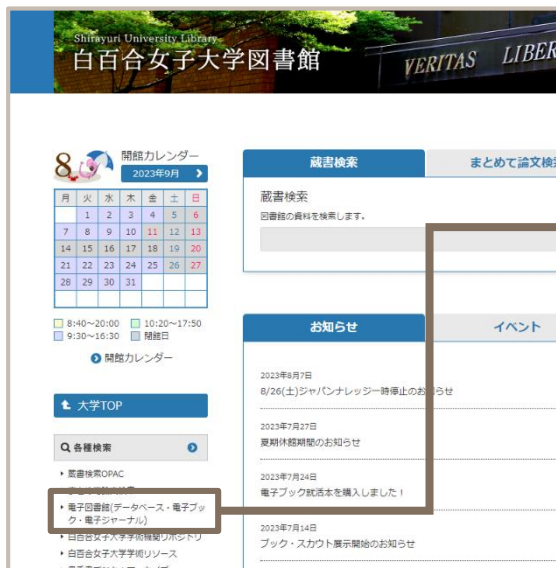 Shirayuri University Library
白百合女子大学図書館
VERITAS LIBER
8
開館カレンダー
2023年9月
月 火 水 木 金 土 日
1 2 3 4 5 6
7 8 9 10 11 12 13
14 15 16 17 18 19 20
21 22 23 24 25 26 27
28 29 30 31
8:40～20:00 10:20～17:50
9:30～16:30 閉館日
開館カレンダー
大学TOP
各種検索
蔵書検索OPAC
電子図書館(データベース・電子ブッ
ク・電子ジャーナル)
白百合女子大学学術機関リポジトリ
白百合女子大学学術リソース
蔵書検索 まとめて論文検索
蔵書検索
図書館の資料を検索します。
お知らせ イベント
2023年8月7日
8/26(土)ジャパンナレッジ一時停止のお知らせ
2023年7月27日
夏期休館期間のお知らせ
2023年7月24日
電子ブック就活本を購入しました！
2023年7月14日
ブック・スカウト展示開始のお知らせ